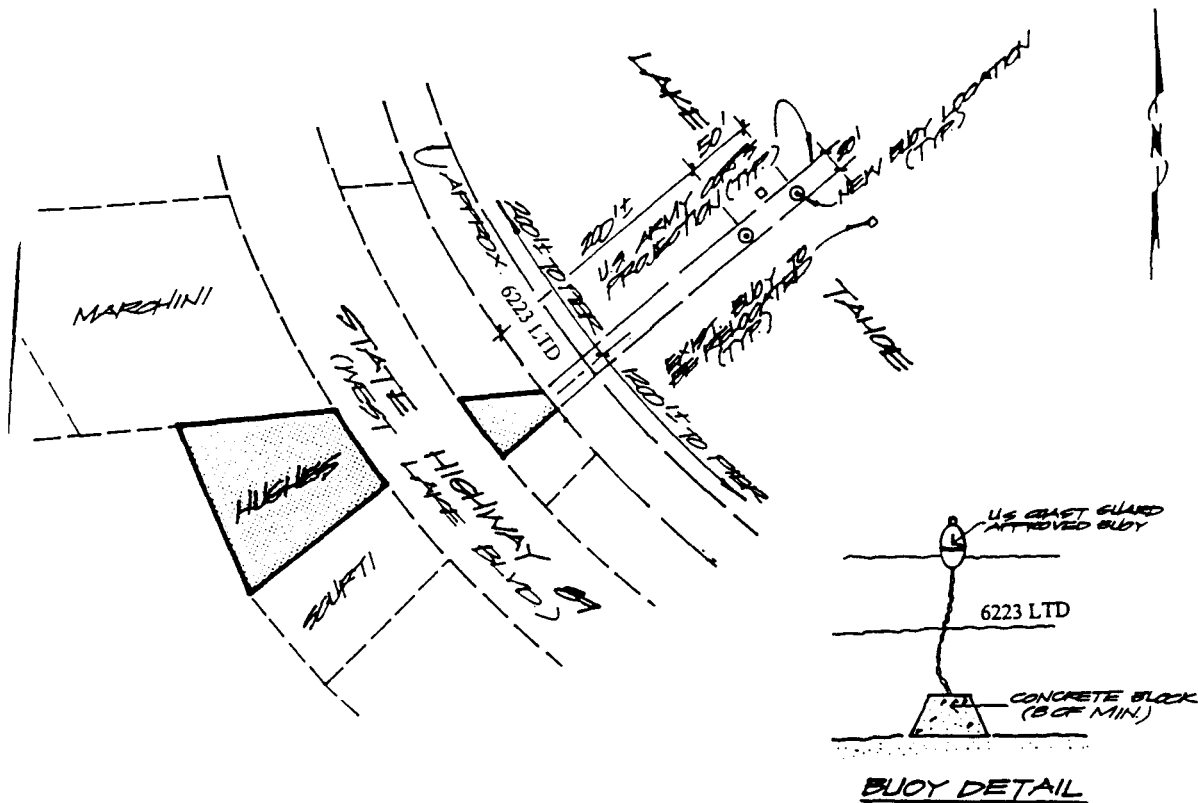 LAKE
TAHOE
50'
200'±
U.S. ARMY CORPS
PROJECTION (TYP.)
NEW BUOY LOCATION
(TYP.)
EXIST. BUOY TO
BE RELOCATED
(TYP.)
APPROX. 6223 LTD
200'± TO PIER
1200'± TO PIER
MARCHINI
HUGHES
STATE HIGHWAY 89
(WEST LAKE BLVD)
U.S. COAST GUARD
APPROVED BUOY
6223 LTD
CONCRETE BLOCK
(8 CF MIN.)
BUOY DETAIL